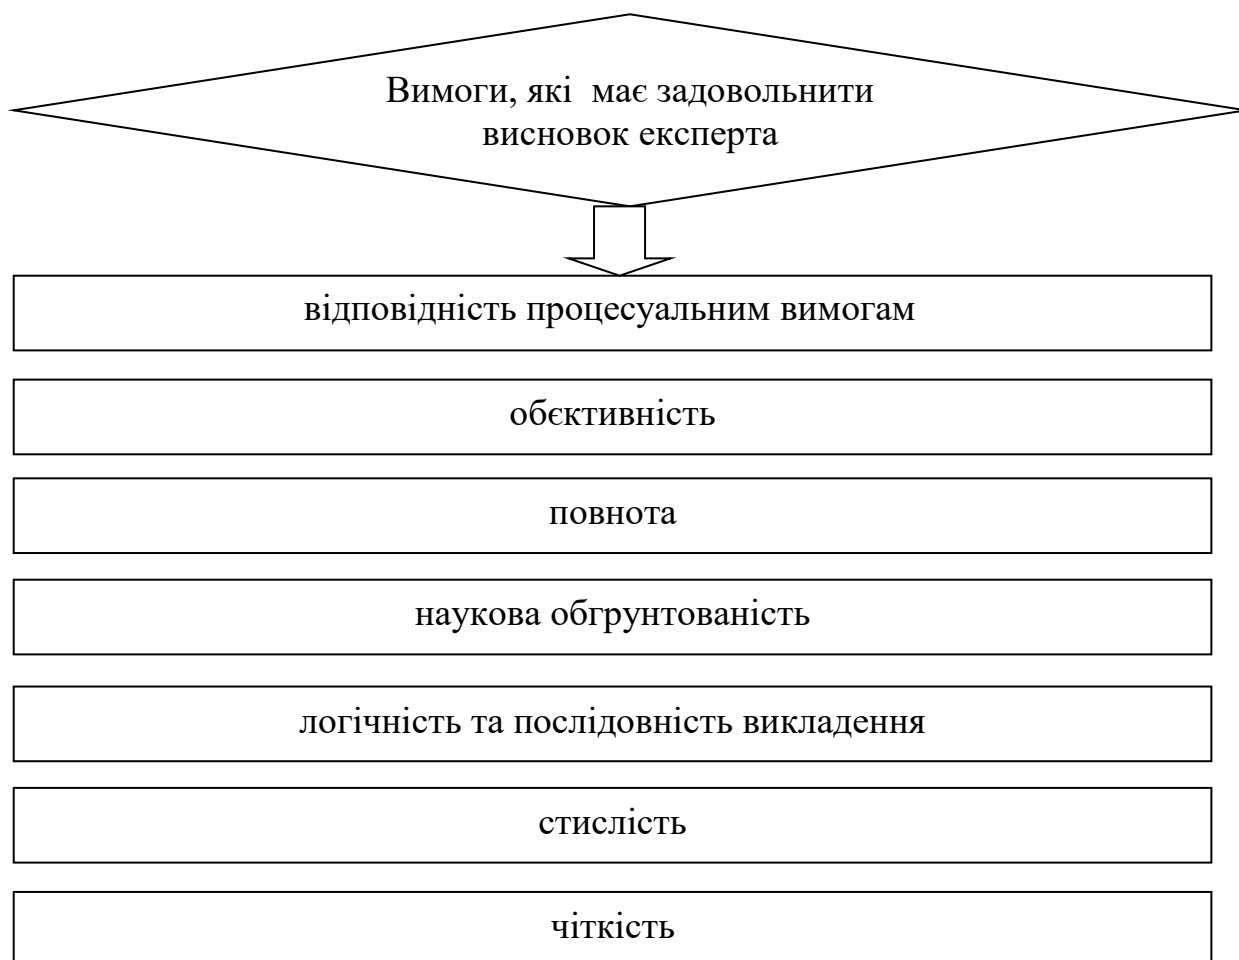 Вимоги, які має задовольнити
висновок експерта
відповідність процесуальним вимогам
обєктивність
повнота
наукова обгрунтованість
логічність та послідовність викладення
стислість
чіткість